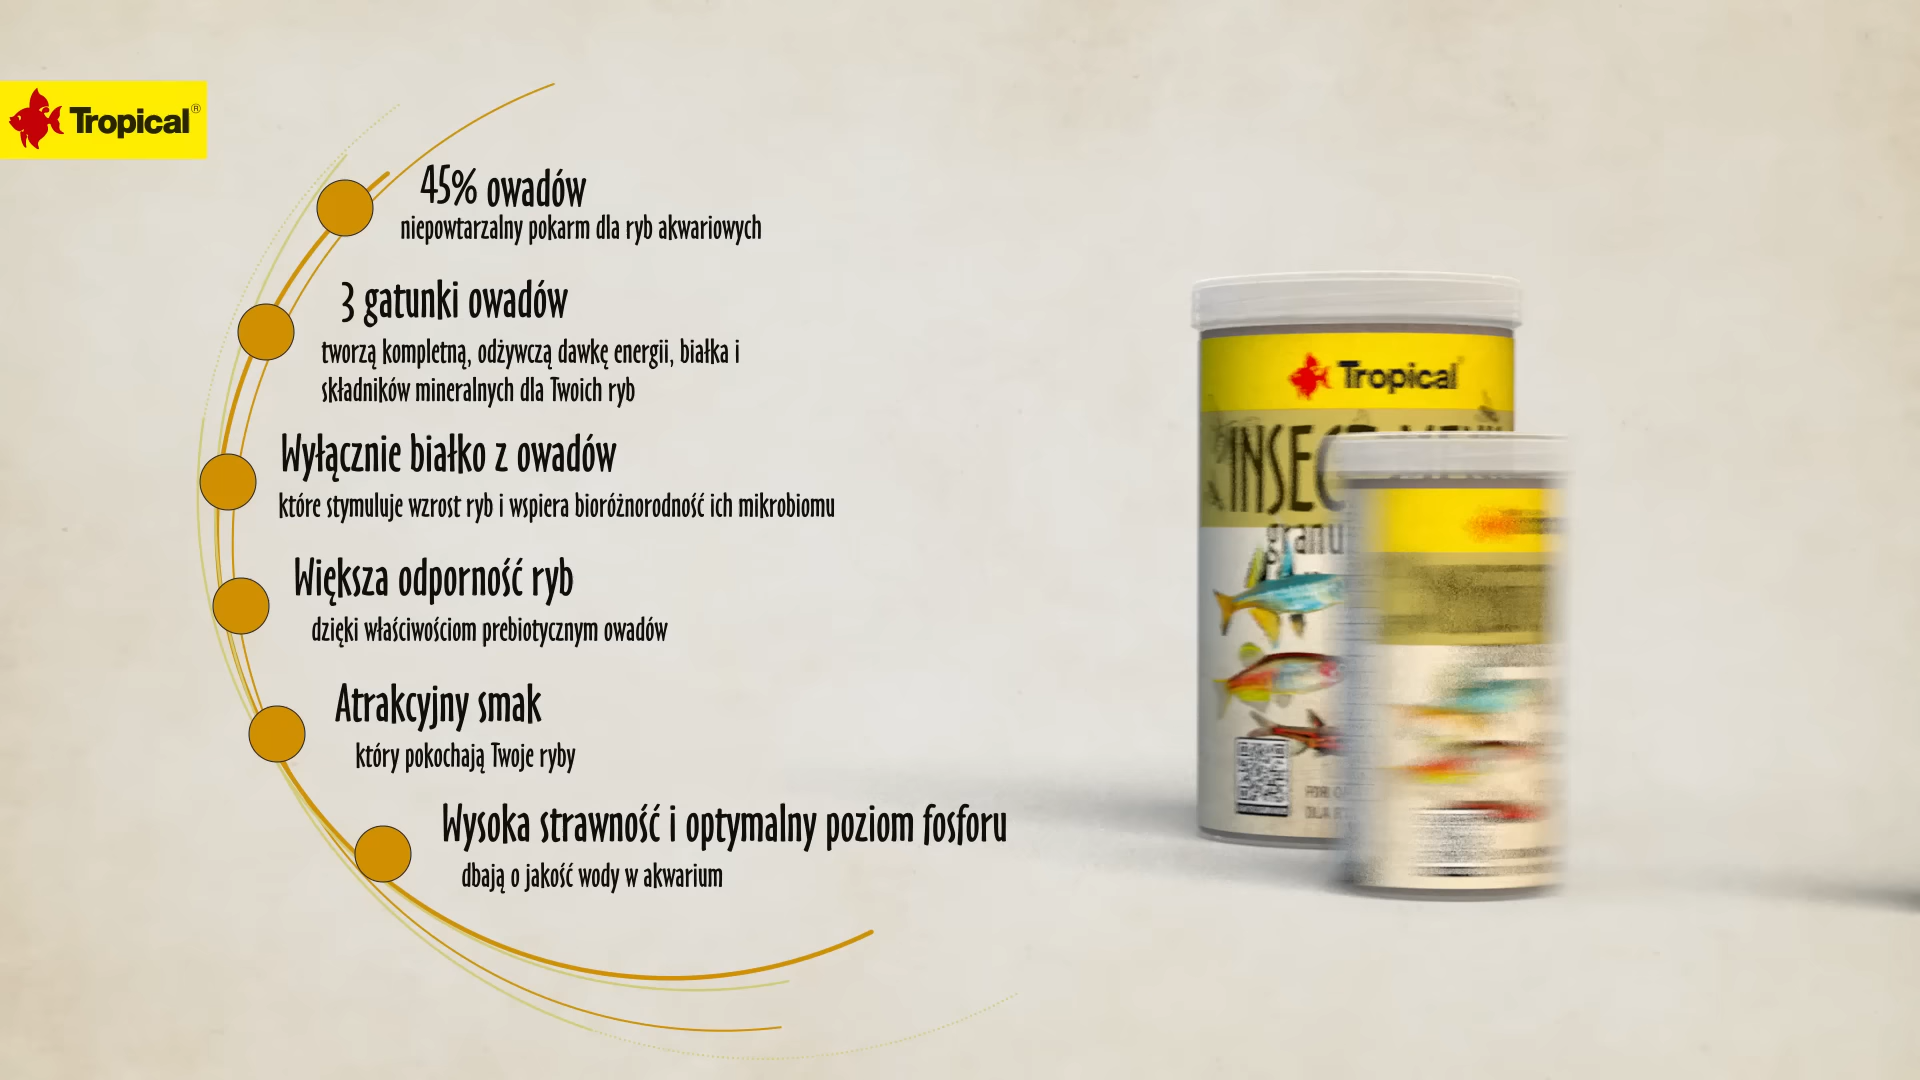 Tropical®
45% owadów
niepowtarzalny pokarm dla ryb akwariowych
3 gatunki owadów
tworzą kompletną, odżywczą dawkę energii, białka i
składników mineralnych dla Twoich ryb
Wyłącznie białko z owadów
które stymuluje wzrost ryb i wspiera bioróżnorodność ich mikrobiomu
Większa odporność ryb
dzięki właściwościom prebiotycznym owadów
Atrakcyjny smak
który pokochają Twoje ryby
Wysoka strawność i optymalny poziom fosforu
dbają o jakość wody w akwarium
Tropical